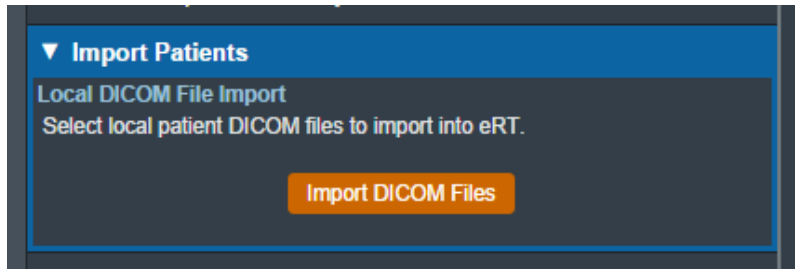 ▼ Import Patients
Local DICOM File Import
Select local patient DICOM files to import into eRT.
Import DICOM Files